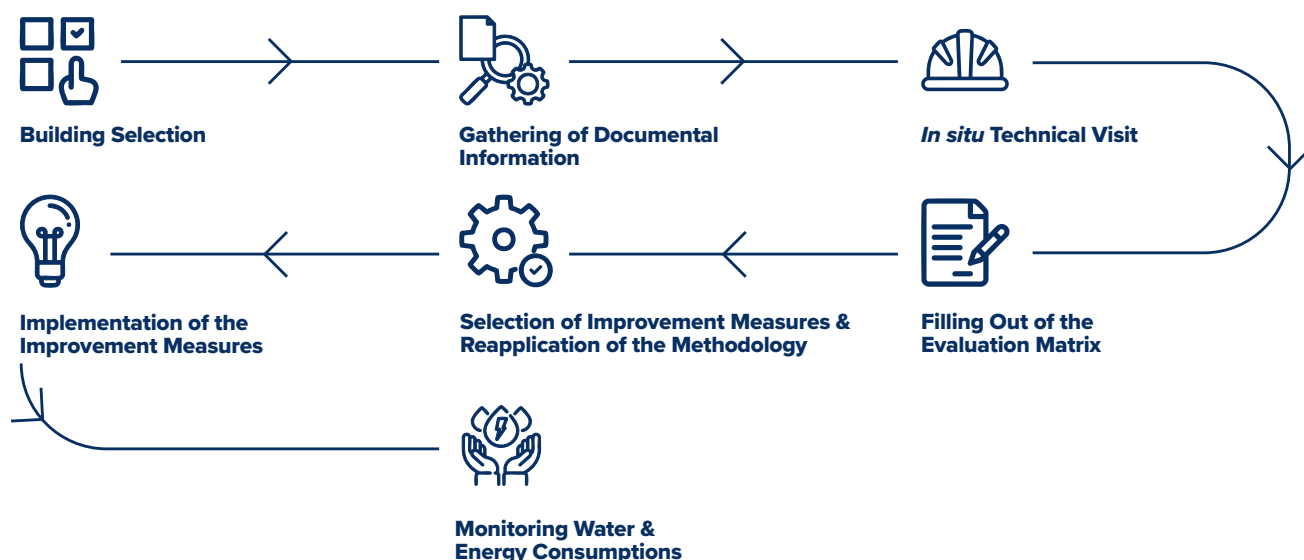 Building Selection
Gathering of Documental
Information
In situ Technical Visit
Implementation of the
Improvement Measures
Selection of Improvement Measures &
Reapplication of the Methodology
Filling Out of the
Evaluation Matrix
Monitoring Water &
Energy Consumptions